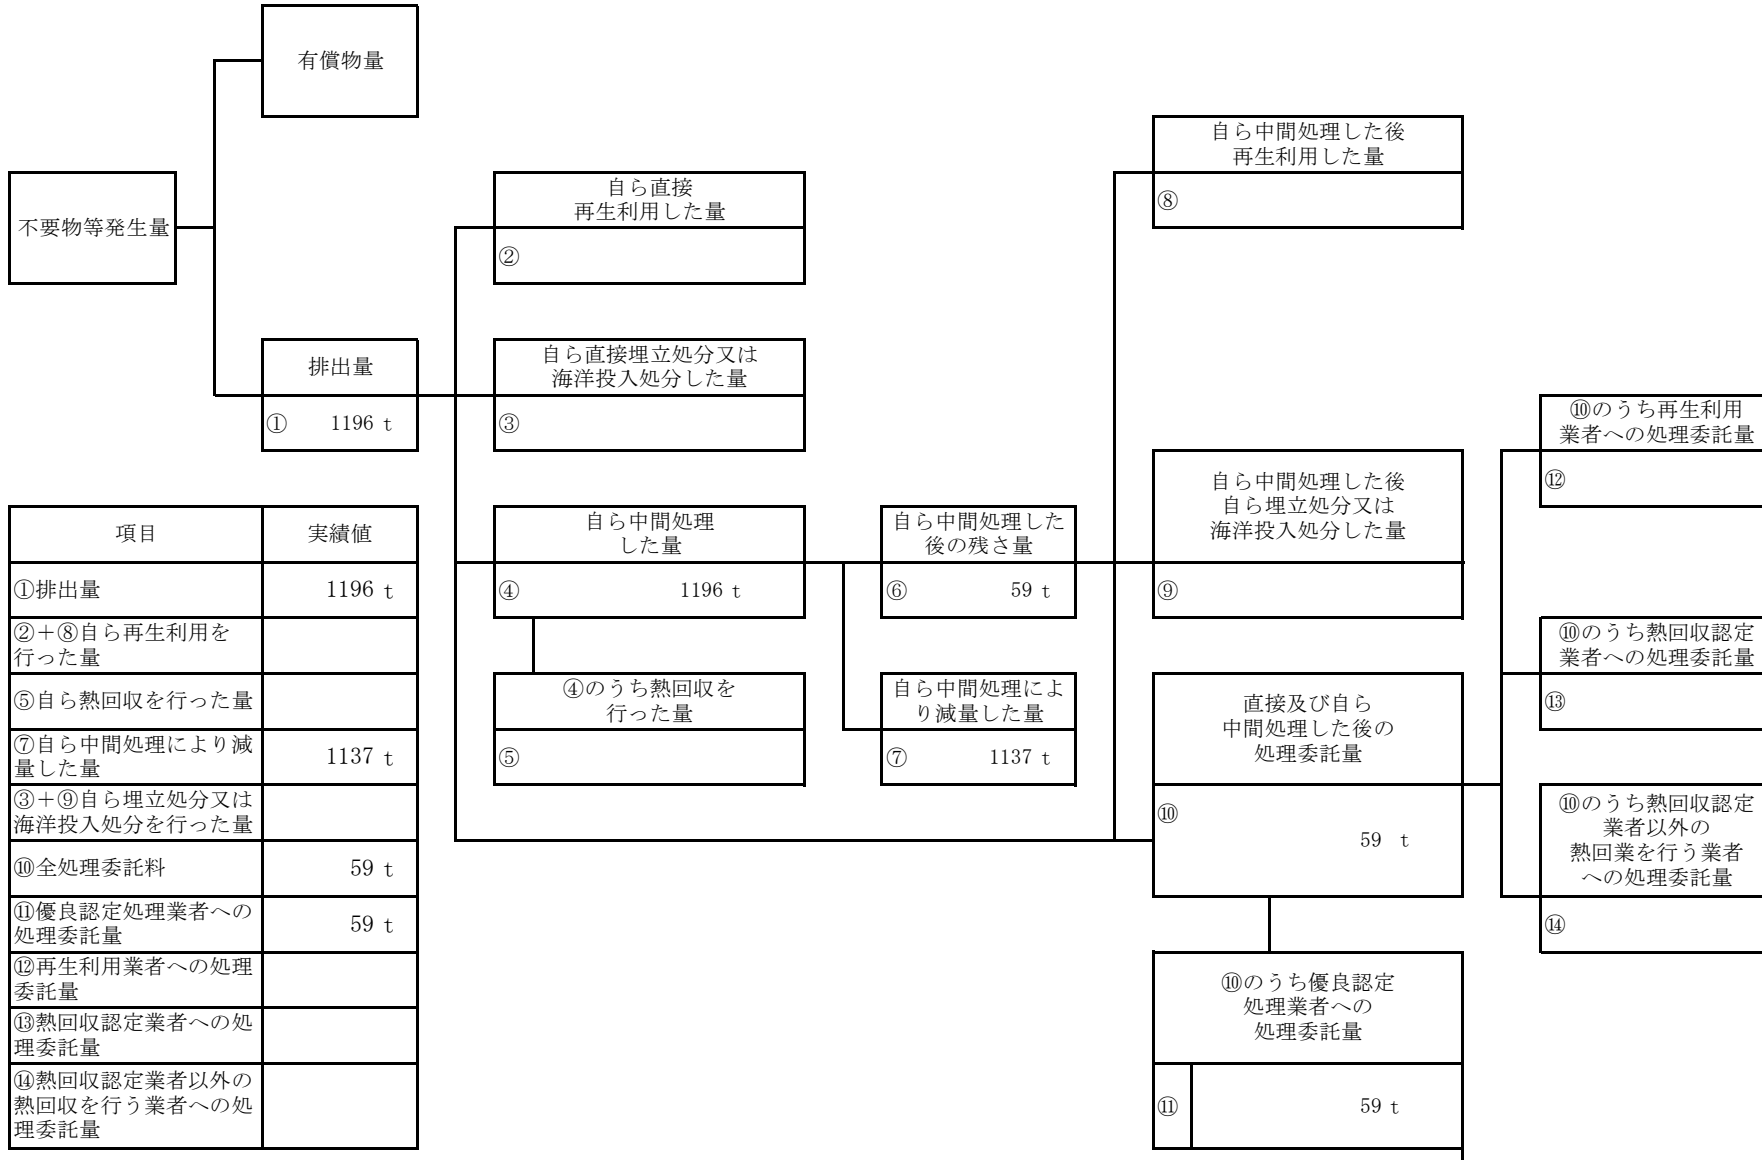 有償物量
不要物等発生量
排出量
① 1196 t
自ら直接
再生利用した量
②
自ら直接埋立処分又は
海洋投入処分した量
③
自ら中間処理
した量
④ 1196 t
④のうち熱回収を
行った量
⑤
自ら中間処理した
後の残さ量
⑥ 59 t
自ら中間処理によ
り減量した量
⑦ 1137 t
自ら中間処理した後
再生利用した量
⑧
自ら中間処理した後
自ら埋立処分又は
海洋投入処分した量
⑨
直接及び自ら
中間処理した後の
処理委託量
⑩
59 t
⑩のうち優良認定
処理業者への
処理委託量
⑪ 59 t
⑩のうち再生利用
業者への処理委託量
⑫
⑩のうち熱回収認定
業者への処理委託量
⑬
⑩のうち熱回収認定
業者以外の
熱回業を行う業者
への処理委託量
⑭
項目 実績値
①排出量 1196 t
②＋⑧自ら再生利用を
行った量
⑤自ら熱回収を行った量
⑦自ら中間処理により減
量した量 1137 t
③＋⑨自ら埋立処分又は
海洋投入処分を行った量
⑩全処理委託料 59 t
⑪優良認定処理業者への
処理委託量 59 t
⑫再生利用業者への処理
委託量
⑬熱回収認定業者への処
理委託量
⑭熱回収認定業者以外の
熱回収を行う業者への処
理委託量